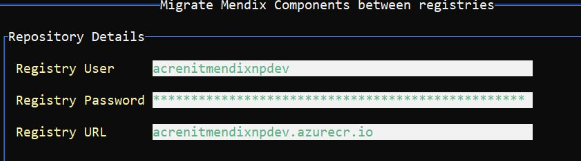 Migrate Mendix Components between registries
Repository Details
Registry User acrenitmendixnpdev
Registry Password *************************************************
Registry URL acrenitmendixnpdev.azurecr.io